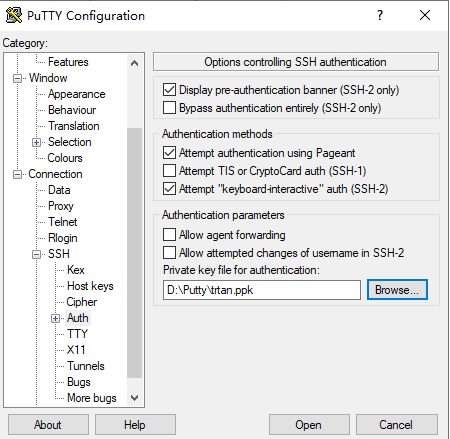 PuTTY Configuration
?
Category:
Features
Window
Appearance
Behaviour
Translation
Selection
Colours
Connection
Data
Proxy
Telnet
Rlogin
SSH
Kex
Host keys
Cipher
Auth
TTY
X11
Tunnels
Bugs
More bugs
Options controlling SSH authentication
Display pre-authentication banner (SSH-2 only)
Bypass authentication entirely (SSH-2 only)
Authentication methods
Attempt authentication using Pageant
Attempt TIS or CryptoCard auth (SSH-1)
Attempt "keyboard-interactive" auth (SSH-2)
Authentication parameters
Allow agent forwarding
Allow attempted changes of username in SSH-2
Private key file for authentication:
D:\Putty\trtan.ppk
Browse...
About
Help
Open
Cancel